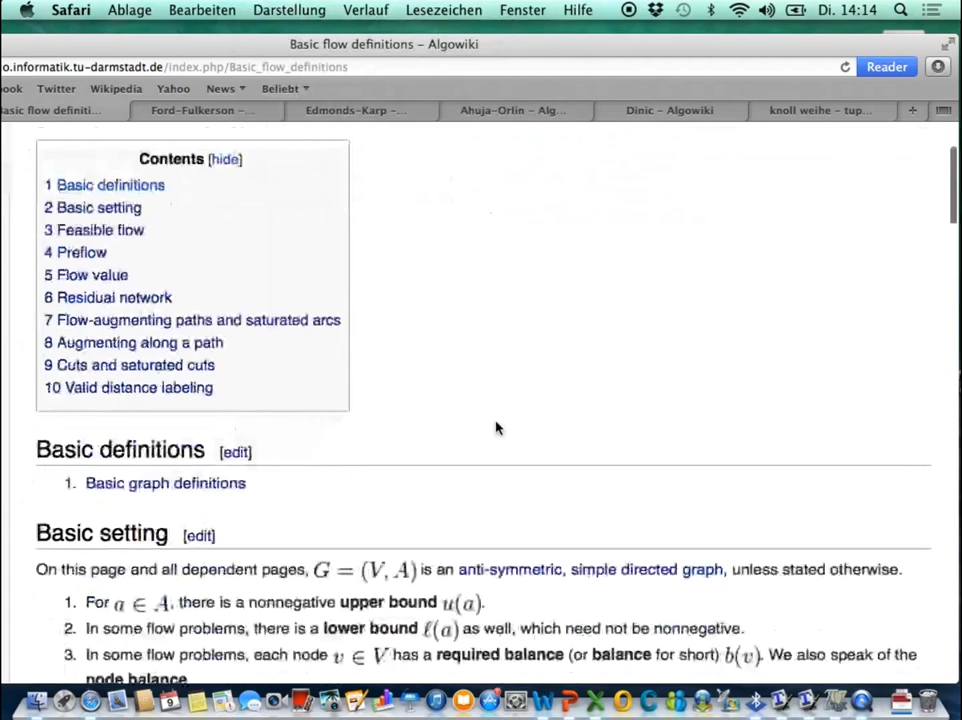 Safari Ablage Bearbeiten Darstellung Verlauf Lesezeichen Fenster Hilfe Di. 14:14
Basic flow definitions – Algowiki
o.informatik.tu-darmstadt.de/index.php/Basic_flow_definitions Reader
ook Twitter Wikipedia Yahoo News Beliebt
asic flow definiti... Ford-Fulkerson -... Edmonds-Karp -... Ahuja-Orlin – Alg... Dinic – Algowiki knoll weihe – tup...
Contents [hide]
1 Basic definitions
2 Basic setting
3 Feasible flow
4 Preflow
5 Flow value
6 Residual network
7 Flow-augmenting paths and saturated arcs
8 Augmenting along a path
9 Cuts and saturated cuts
10 Valid distance labeling
Basic definitions [edit]
1. Basic graph definitions
Basic setting [edit]
On this page and all dependent pages, G = (V, A) is an anti-symmetric, simple directed graph, unless stated otherwise.
1. For a ∈ A, there is a nonnegative upper bound u(a).
2. In some flow problems, there is a lower bound ℓ(a) as well, which need not be nonnegative.
3. In some flow problems, each node v ∈ V has a required balance (or balance for short) b(v). We also speak of the
node balance